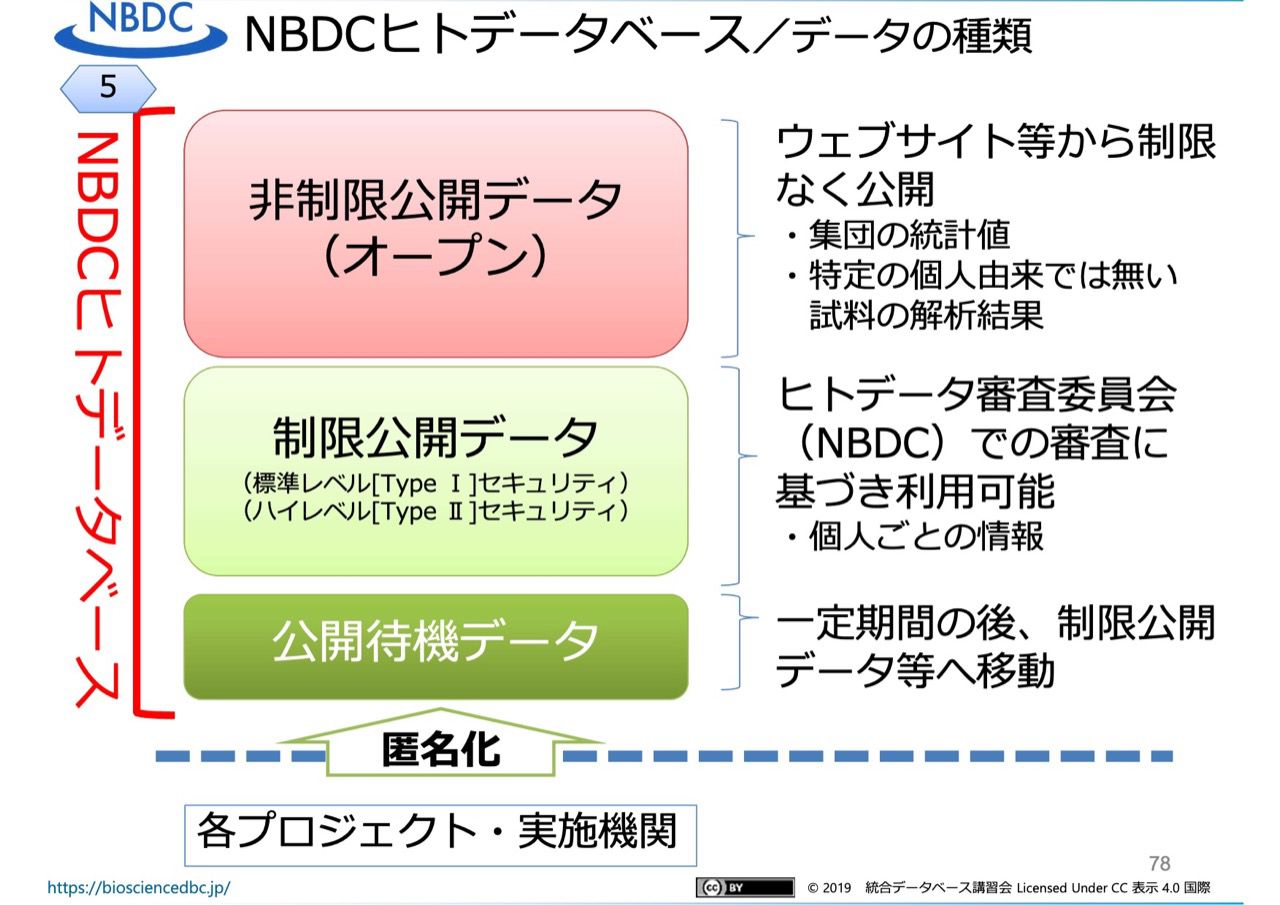 NBDC
NBDCヒトデータベース／データの種類
5
NBDCヒトデータベース
非制限公開データ
（オープン）
ウェブサイト等から制限
なく公開
・集団の統計値
・特定の個人由来では無い
試料の解析結果
制限公開データ
（標準レベル[Type Ⅰ]セキュリティ）
（ハイレベル[Type Ⅱ]セキュリティ）
ヒトデータ審査委員会
（NBDC）での審査に
基づき利用可能
・個人ごとの情報
公開待機データ
一定期間の後、制限公開
データ等へ移動
匿名化
各プロジェクト・実施機関
78
https://biosciencedbc.jp/
cc BY
© 2019 統合データベース講習会 Licensed Under CC 表示 4.0 国際